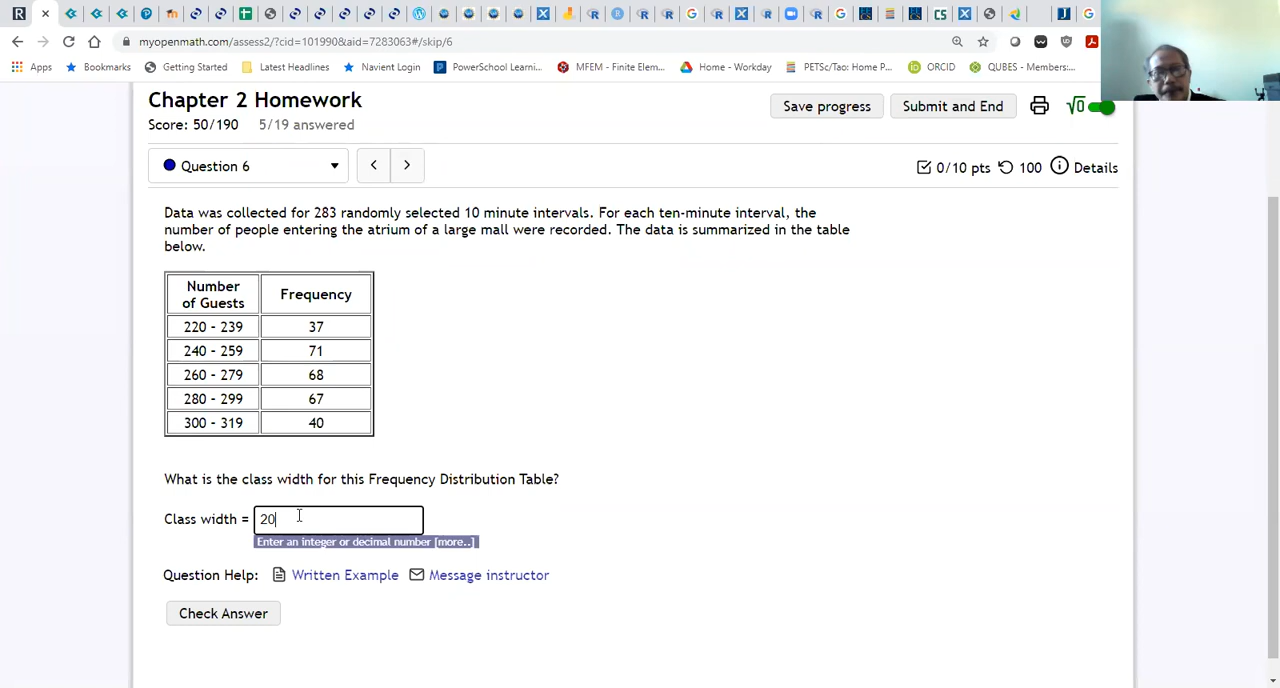 myopenmath.com/assess2/?cid=101990&aid=7283063#/skip/6
Apps Bookmarks Getting Started Latest Headlines Navient Login PowerSchool Learni... MFEM - Finite Elem... Home - Workday PETSc/Tao: Home P... ORCID QUBES - Members:...
Chapter 2 Homework
Score: 50/190 5/19 answered
Save progress
Submit and End
√0
Question 6
< >
0/10 pts 100 Details
Data was collected for 283 randomly selected 10 minute intervals. For each ten-minute interval, the
number of people entering the atrium of a large mall were recorded. The data is summarized in the table
below.
Number
of Guests
Frequency
220 - 239 37
240 - 259 71
260 - 279 68
280 - 299 67
300 - 319 40
What is the class width for this Frequency Distribution Table?
Class width = 20
Enter an integer or decimal number [more..]
Question Help: Written Example Message instructor
Check Answer